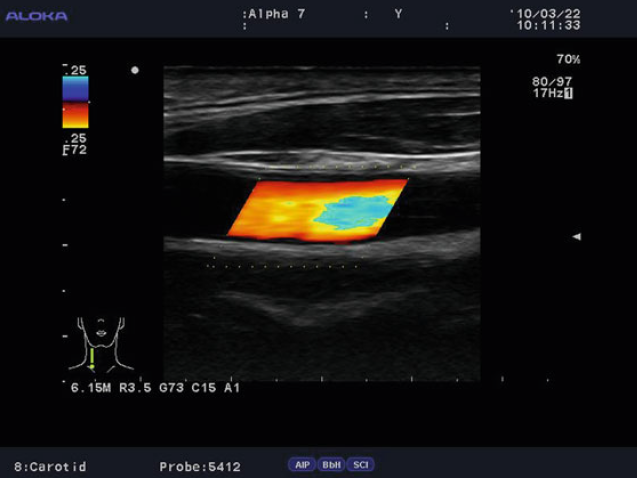 ALOKA
:Alpha 7 : Y '10/03/22
: : 10:11:33
70%
.25
80/97
17Hz1
.25
F72
6.15M R3.5 G73 C15 A1
8:Carotid Probe:5412 AIP BbH SCI